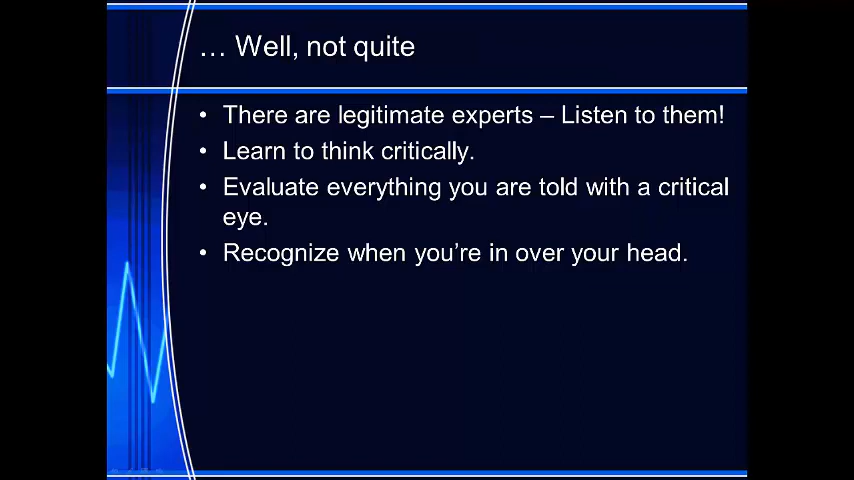 … Well, not quite
• There are legitimate experts – Listen to them!
• Learn to think critically.
• Evaluate everything you are told with a critical
eye.
• Recognize when you’re in over your head.